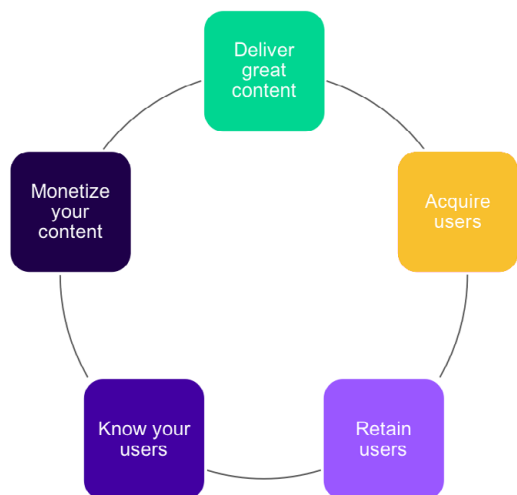 Deliver
great
content
Acquire
users
Retain
users
Know your
users
Monetize
your
content